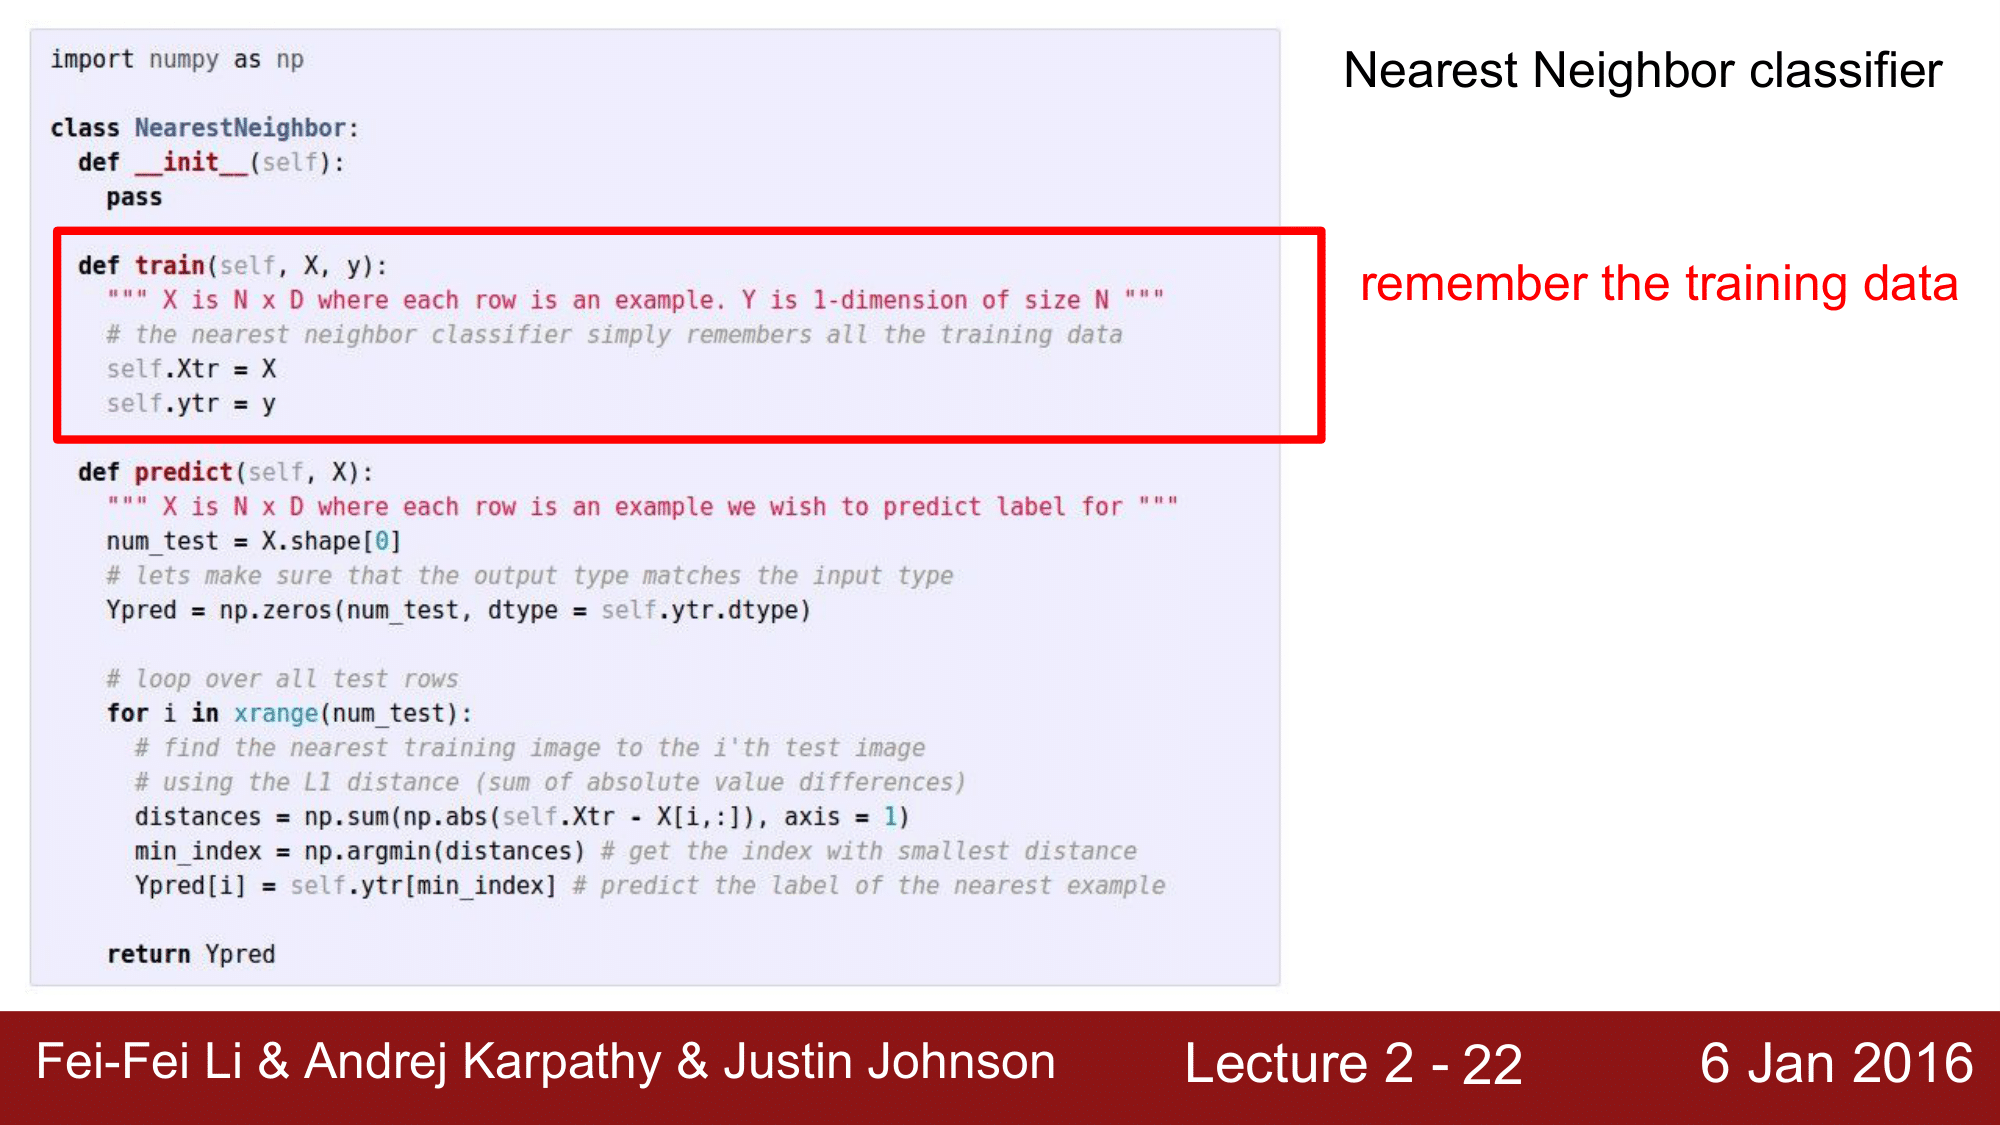 import numpy as np
class NearestNeighbor:
  def __init__(self):
    pass
  def train(self, X, y):
    """ X is N x D where each row is an example. Y is 1-dimension of size N """
    # the nearest neighbor classifier simply remembers all the training data
    self.Xtr = X
    self.ytr = y
  def predict(self, X):
    """ X is N x D where each row is an example we wish to predict label for """
    num_test = X.shape[0]
    # lets make sure that the output type matches the input type
    Ypred = np.zeros(num_test, dtype = self.ytr.dtype)
    # loop over all test rows
    for i in xrange(num_test):
      # find the nearest training image to the i'th test image
      # using the L1 distance (sum of absolute value differences)
      distances = np.sum(np.abs(self.Xtr - X[i,:]), axis = 1)
      min_index = np.argmin(distances) # get the index with smallest distance
      Ypred[i] = self.ytr[min_index] # predict the label of the nearest example
    return Ypred
Nearest Neighbor classifier
remember the training data
Fei-Fei Li & Andrej Karpathy & Justin Johnson
Lecture 2 - 22
6 Jan 2016